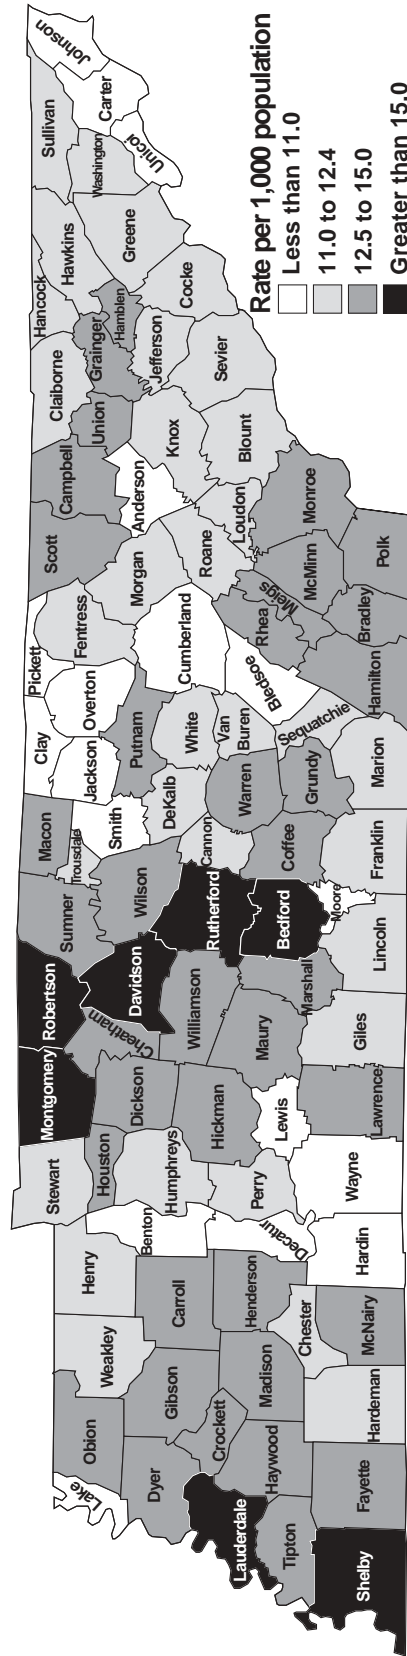 Lake
Obion
Weakley
Henry
Stewart
Montgomery
Robertson
Sumner
Macon
Trousdale
Clay
Pickett
Jackson
Overton
Fentress
Scott
Campbell
Claiborne
Hancock
Hawkins
Sullivan
Johnson
Carter
Washington
Unicoi
Greene
Hamblen
Grainger
Union
Cocke
Jefferson
Sevier
Knox
Blount
Anderson
Loudon
Roane
Morgan
Monroe
McMinn
Meigs
Rhea
Polk
Bradley
Hamilton
Cumberland
Bledsoe
Sequatchie
Putnam
White
Van
Buren
Smith
DeKalb
Warren
Grundy
Marion
Cannon
Coffee
Franklin
Wilson
Rutherford
Bedford
Moore
Lincoln
Davidson
Cheatham
Williamson
Marshall
Maury
Giles
Houston
Dickson
Hickman
Lewis
Lawrence
Humphreys
Perry
Wayne
Benton
Decatur
Hardin
Carroll
Henderson
Chester
McNairy
Gibson
Crockett
Madison
Hardeman
Dyer
Haywood
Lauderdale
Tipton
Fayette
Shelby
Rate per 1,000 population
Less than 11.0
11.0 to 12.4
12.5 to 15.0
Greater than 15.0